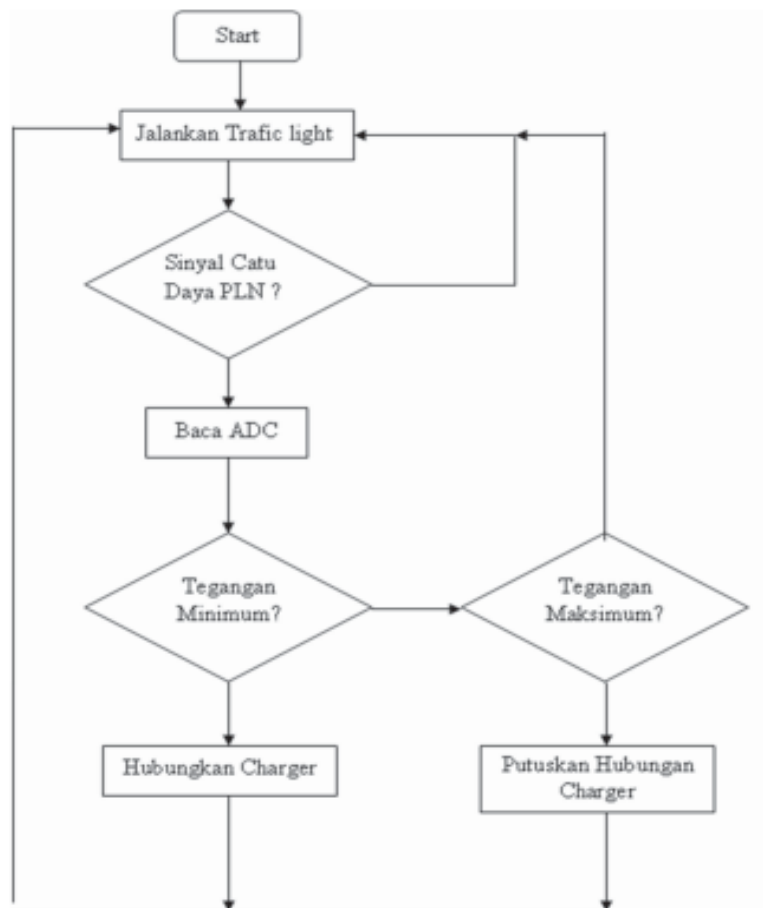 Start
Jalankan Trafic light
Sinyal Catu
Daya PLN ?
Baca ADC
Tegangan
Minimum?
Tegangan
Maksimum?
Hubungkan Charger
Putuskan Hubungan
Charger